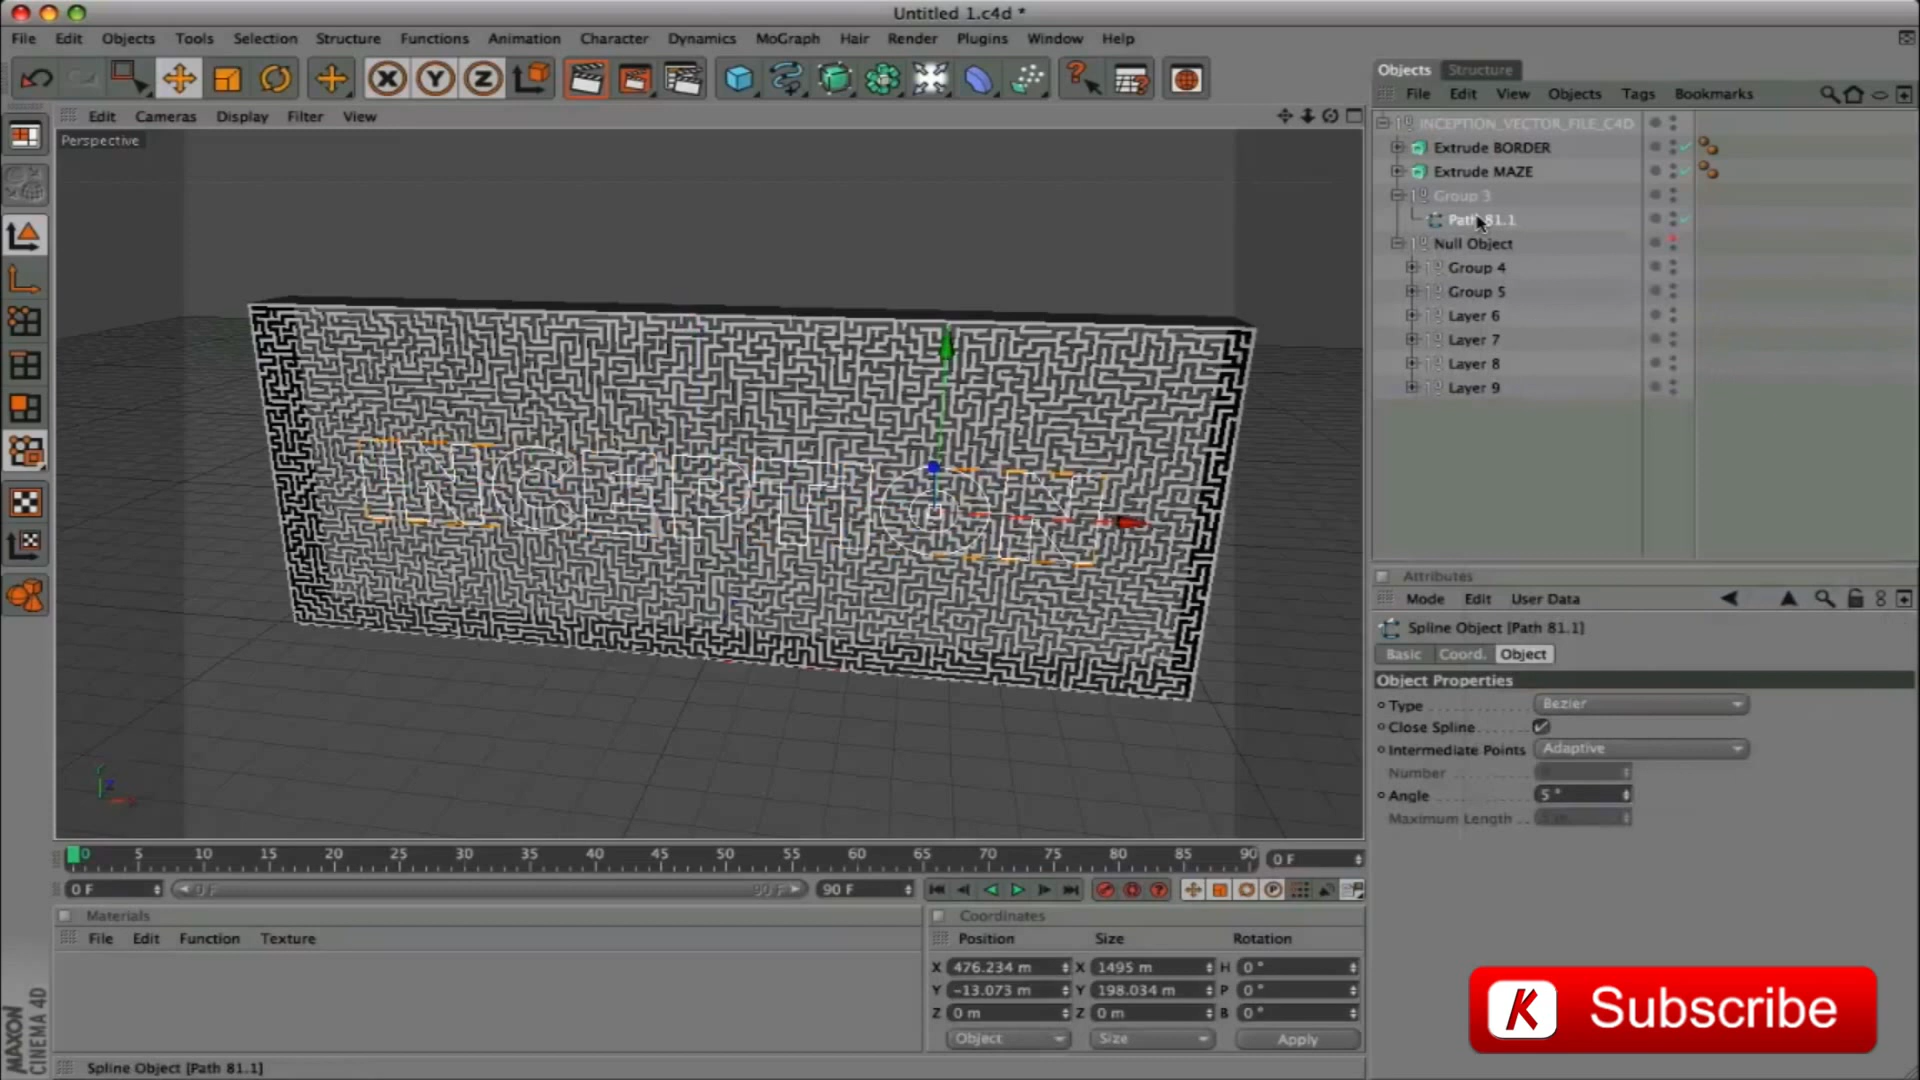 Untitled 1.c4d *
File Edit Objects Tools Selection Structure Functions Animation Character Dynamics MoGraph Hair Render Plugins Window Help
X Y Z
Objects Structure
File Edit View Objects Tags Bookmarks
Edit Cameras Display Filter View
Perspective
INCEPTION_VECTOR_FILE_C4D
Extrude BORDER
Extrude MAZE
Group 3
Path 81.1
Null Object
Group 4
Group 5
Layer 6
Layer 7
Layer 8
Layer 9
INCEPTION
Attributes
Mode Edit User Data
Spline Object [Path 81.1]
Basic Coord. Object
Object Properties
Type Bezier
Close Spline
Intermediate Points Adaptive
Number
Angle 5 °
Maximum Length
0 5 10 15 20 25 30 35 40 45 50 55 60 65 70 75 80 85 90 0 F
0 F 0 F 90 F 90 F
Materials
File Edit Function Texture
Coordinates
Position Size Rotation
X 476.234 m X 1495 m H 0 °
Y -13.073 m Y 198.034 m P 0 °
Z 0 m Z 0 m B 0 °
Object Size Apply
MAXON
CINEMA 4D
Spline Object [Path 81.1]
K Subscribe